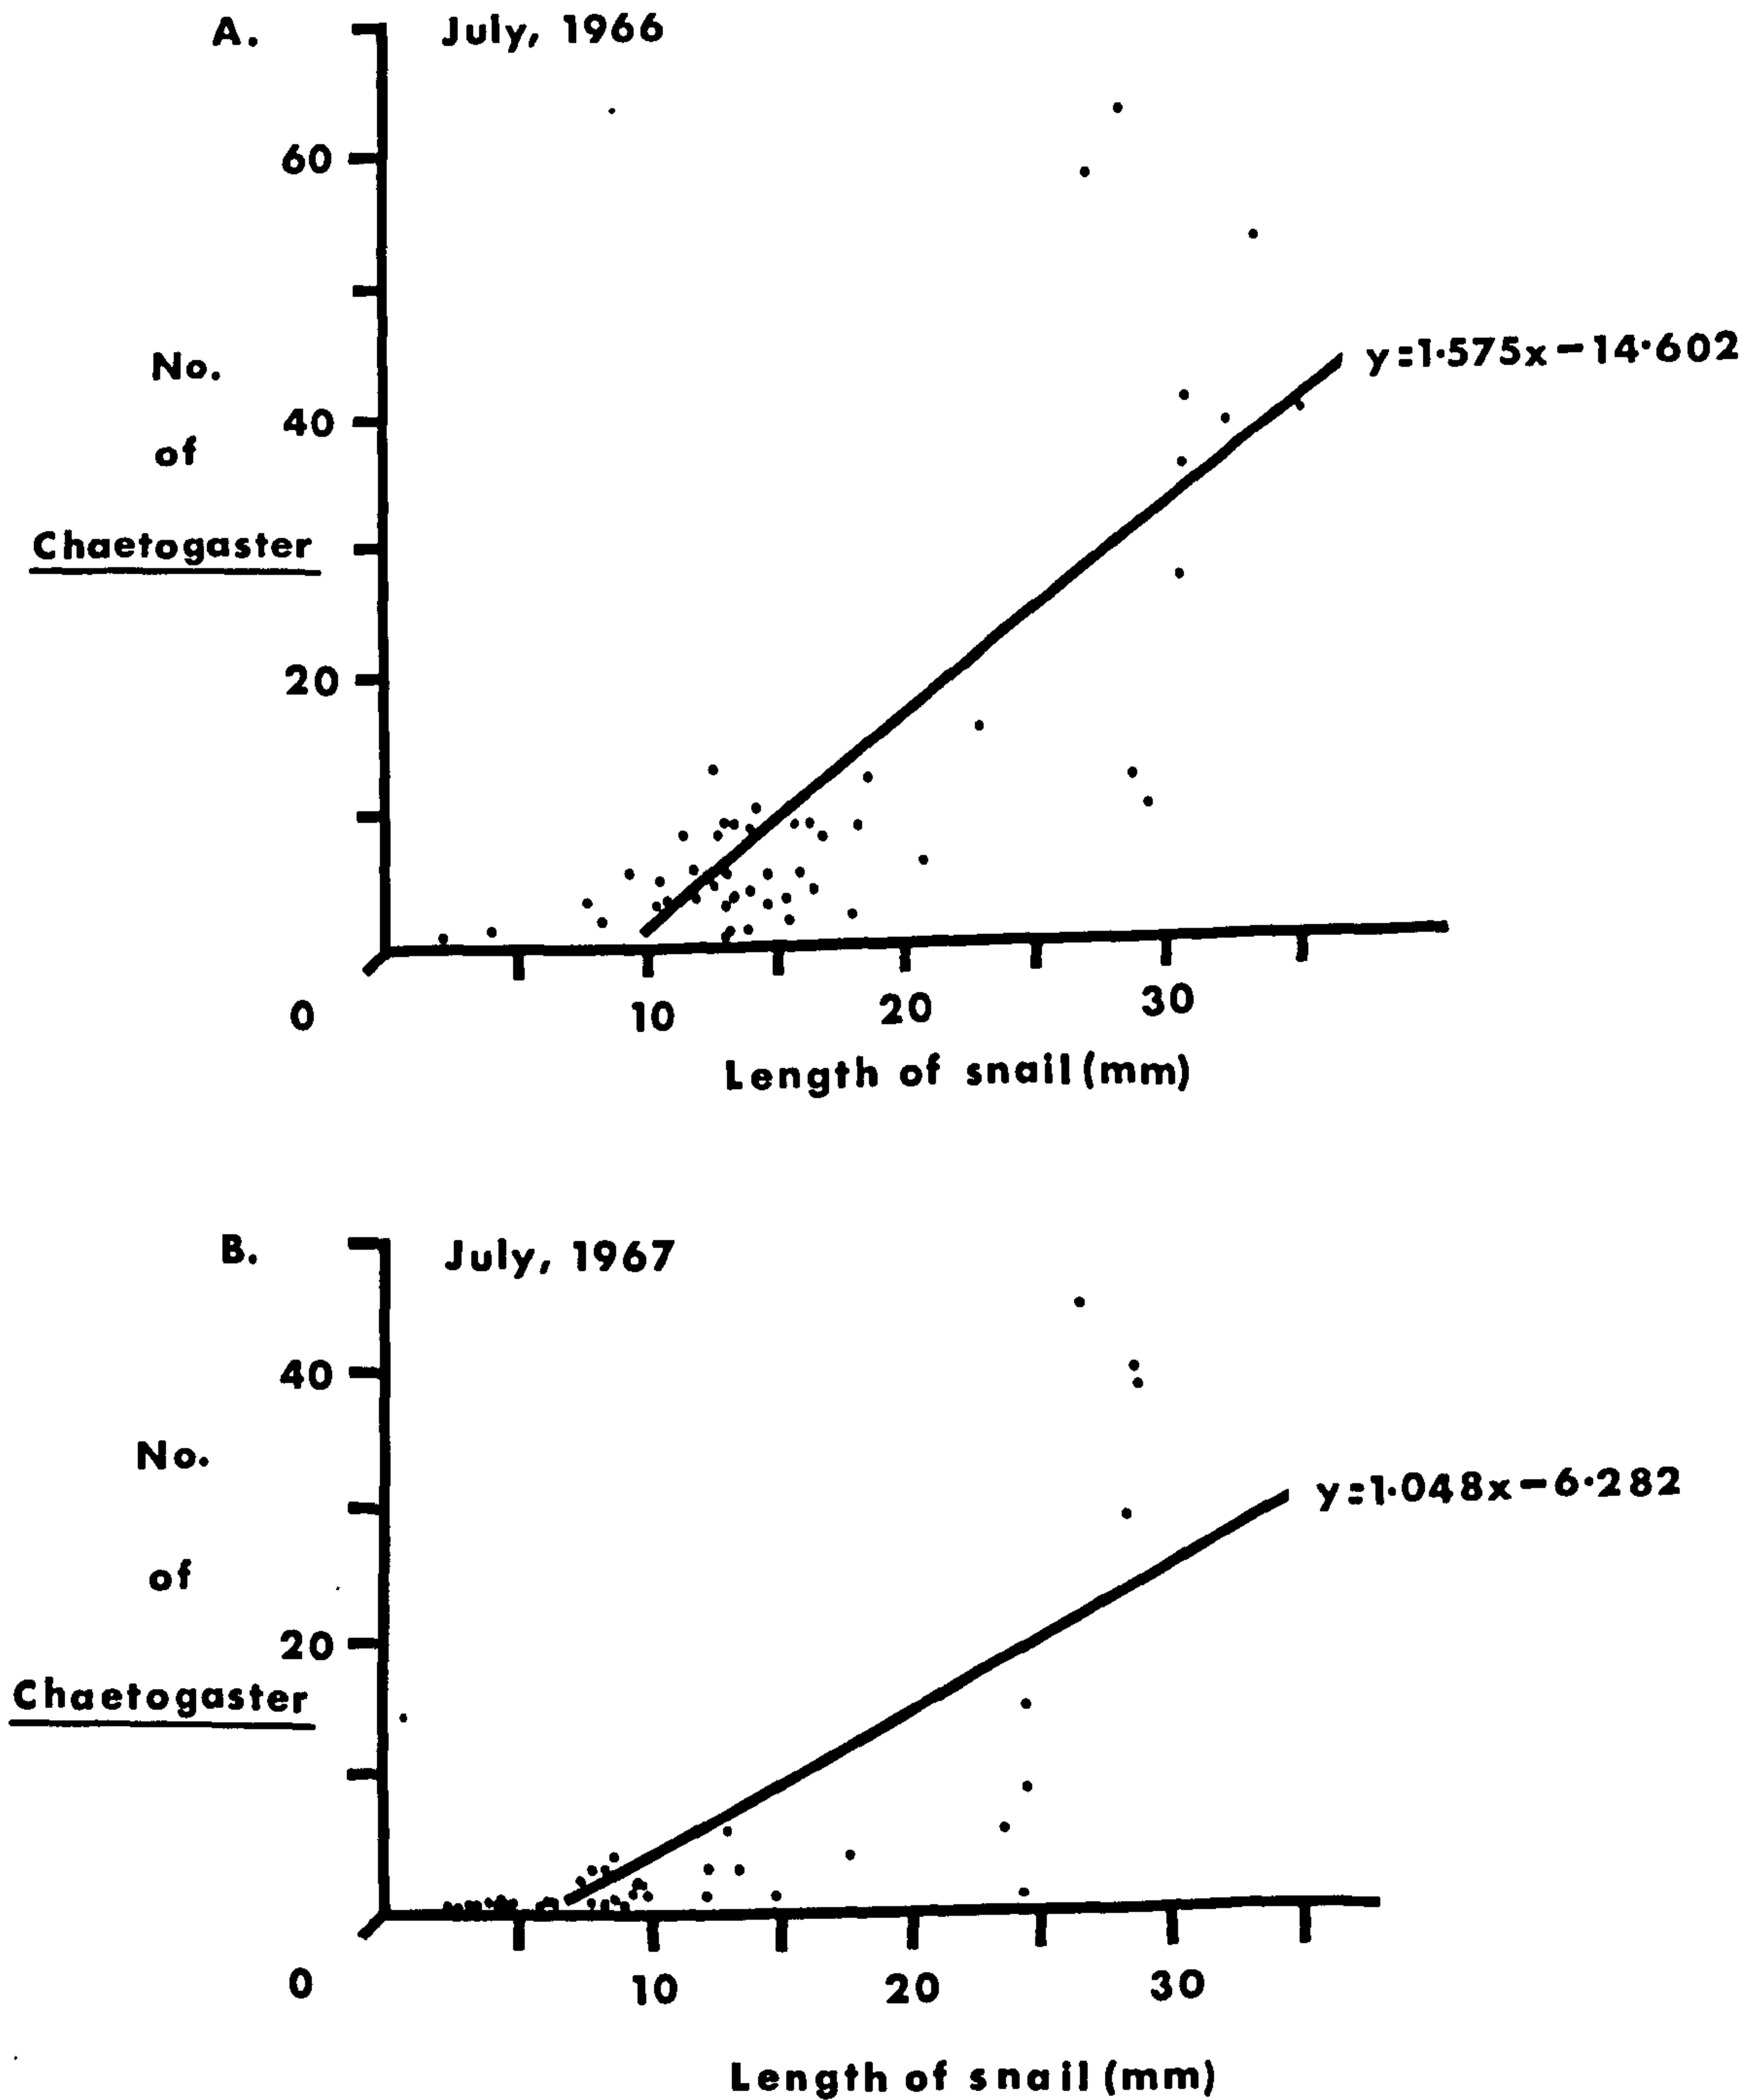 A. July, 1966
60
No.
of
Chaetogaster
40
20
y=1·575x−14·602
0 10 20 30
Length of snail (mm)
B. July, 1967
40
No.
of
Chaetogaster
20
y=1·048x−6·282
0 10 20 30
Length of snail (mm)